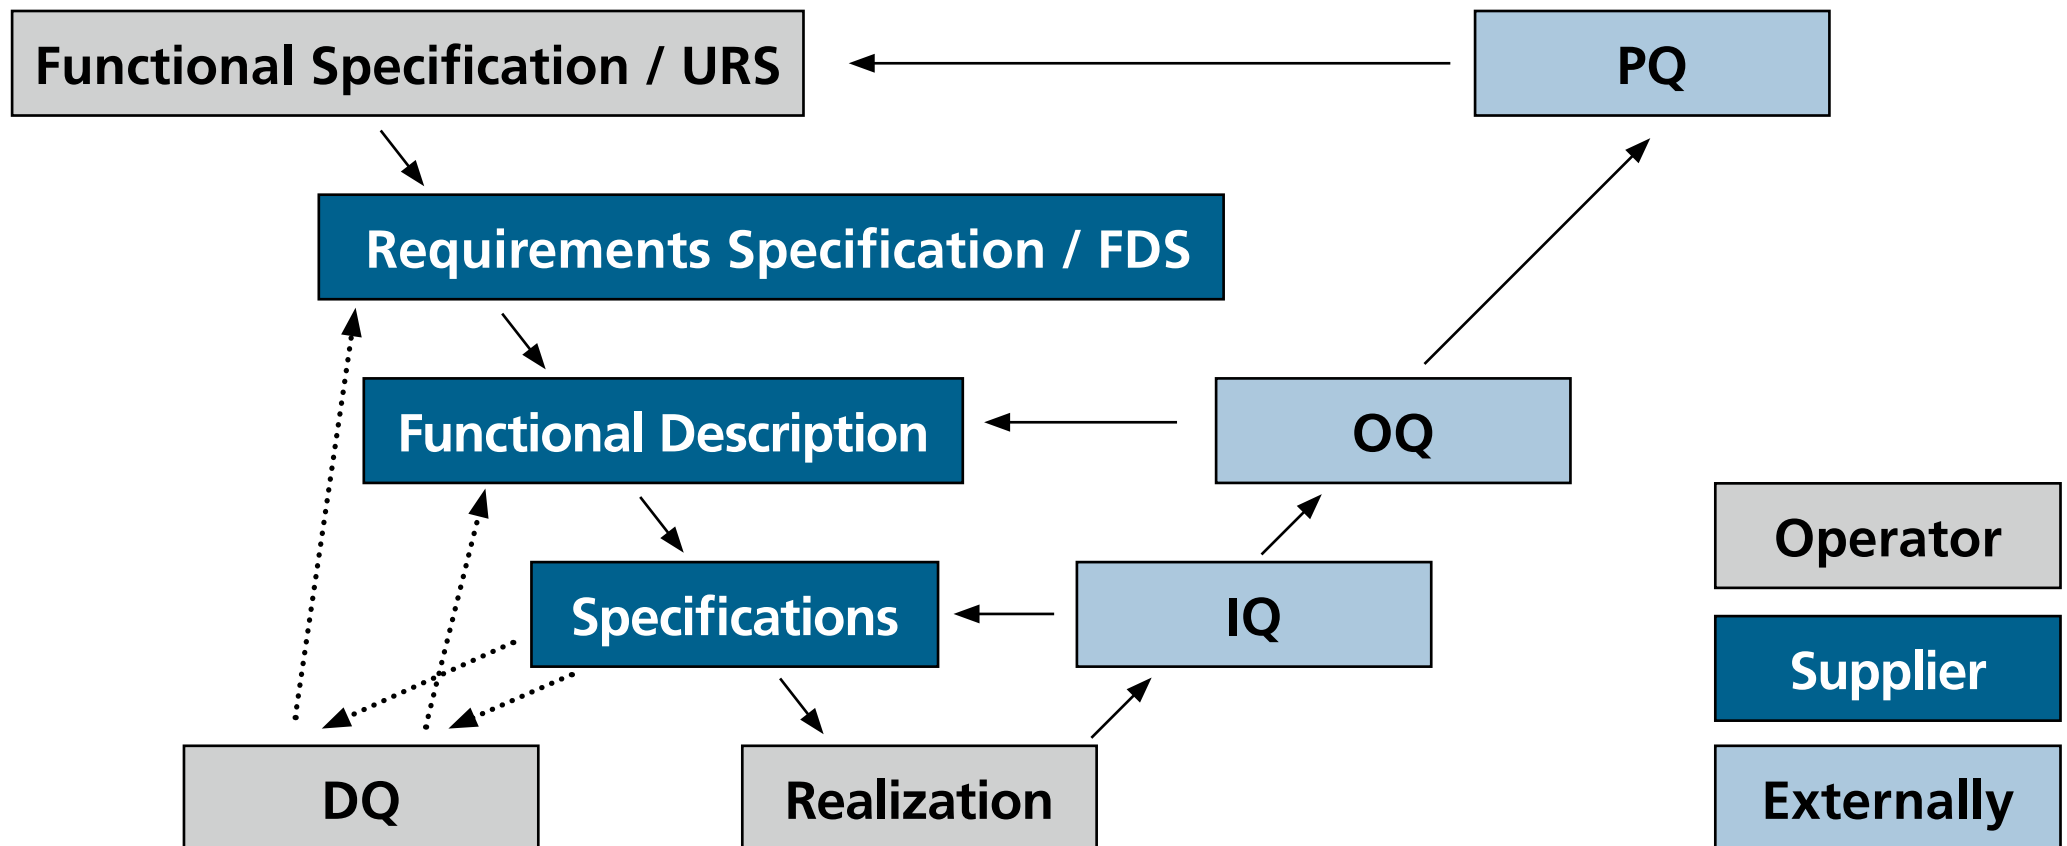 Functional Specification / URS
PQ
Requirements Specification / FDS
Functional Description
OQ
Operator
Specifications
IQ
Supplier
DQ
Realization
Externally